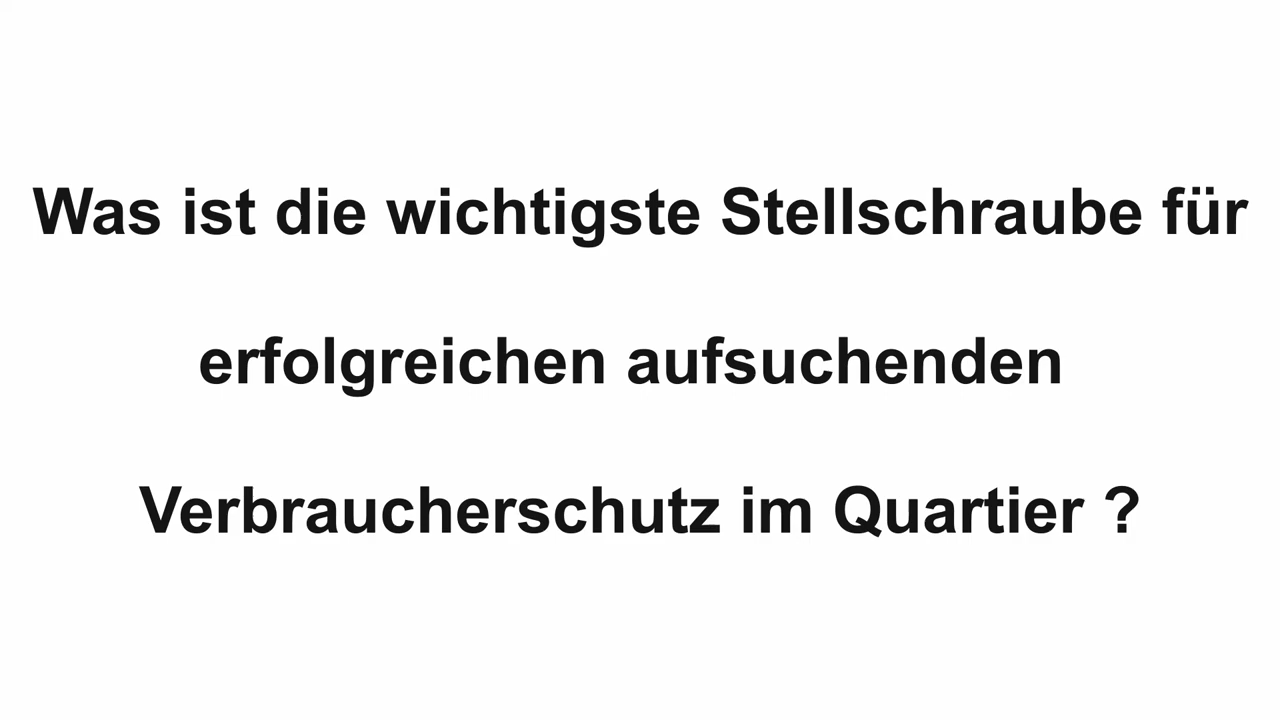 Was ist die wichtigste Stellschraube für
erfolgreichen aufsuchenden
Verbraucherschutz im Quartier ?